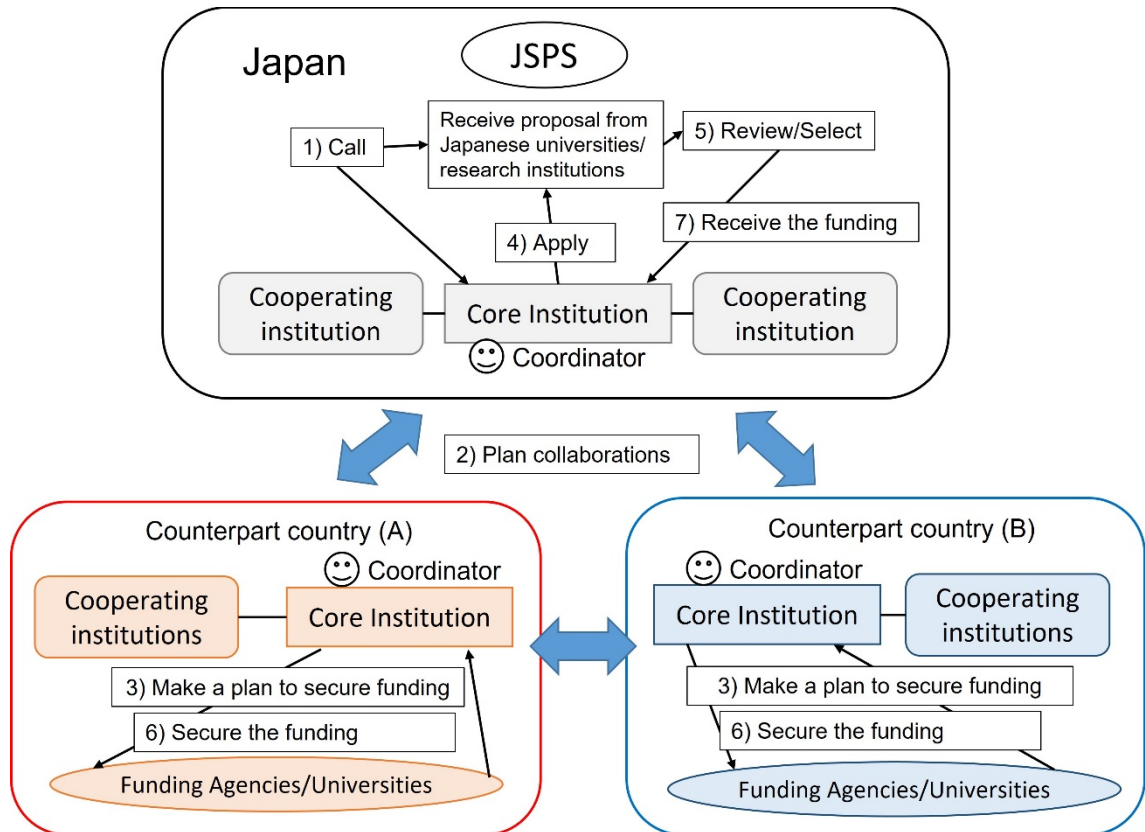 JSPS
Japan
Receive proposal from
Japanese universities/
research institutions
1) Call
5) Review/Select
4) Apply
7) Receive the funding
Cooperating
institution
Core Institution
Cooperating
institution
Coordinator
2) Plan collaborations
Counterpart country (A)
Coordinator
Cooperating
institutions
Core Institution
3) Make a plan to secure funding
6) Secure the funding
Funding Agencies/Universities
Counterpart country (B)
Coordinator
Core Institution
Cooperating
institutions
3) Make a plan to secure funding
6) Secure the funding
Funding Agencies/Universities